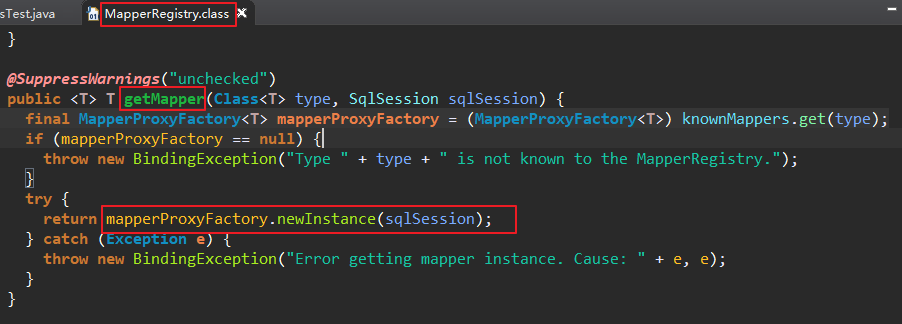 sTest.java MapperRegistry.class
}
@SuppressWarnings("unchecked")
public <T> T getMapper(Class<T> type, SqlSession sqlSession) {
  final MapperProxyFactory<T> mapperProxyFactory = (MapperProxyFactory<T>) knownMappers.get(type);
  if (mapperProxyFactory == null) {
    throw new BindingException("Type " + type + " is not known to the MapperRegistry.");
  }
  try {
    return mapperProxyFactory.newInstance(sqlSession);
  } catch (Exception e) {
    throw new BindingException("Error getting mapper instance. Cause: " + e, e);
  }
}